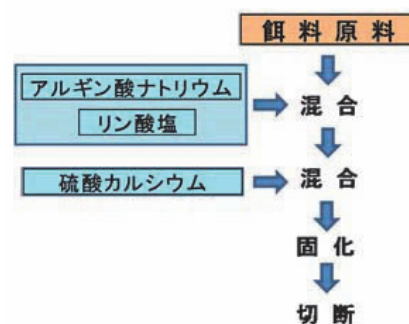 餌料原料
アルギン酸ナトリウム
リン酸塩
混合
硫酸カルシウム
混合
固化
切断